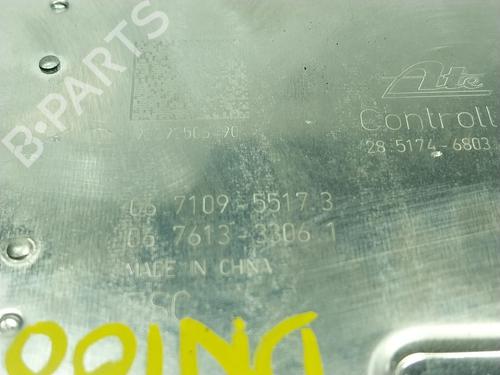 B-PARTS
Ate
Controll
28.5174-6803
06.7109-5517.3
06.7613-3306.1
MADE IN CHINA